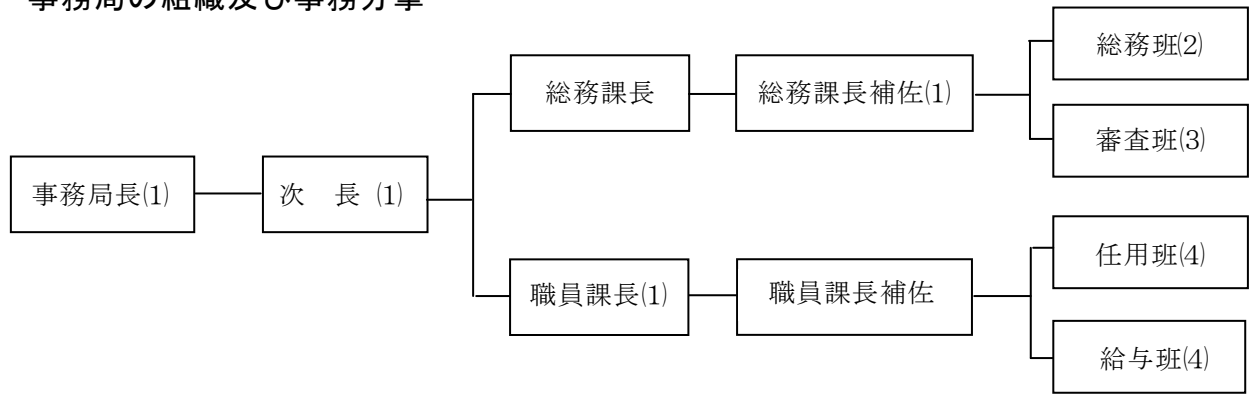 事務局の組織及び事務分掌
総務班(2)
総務課長
総務課長補佐(1)
審査班(3)
事務局長(1)
次 長 (1)
任用班(4)
職員課長(1)
職員課長補佐
給与班(4)